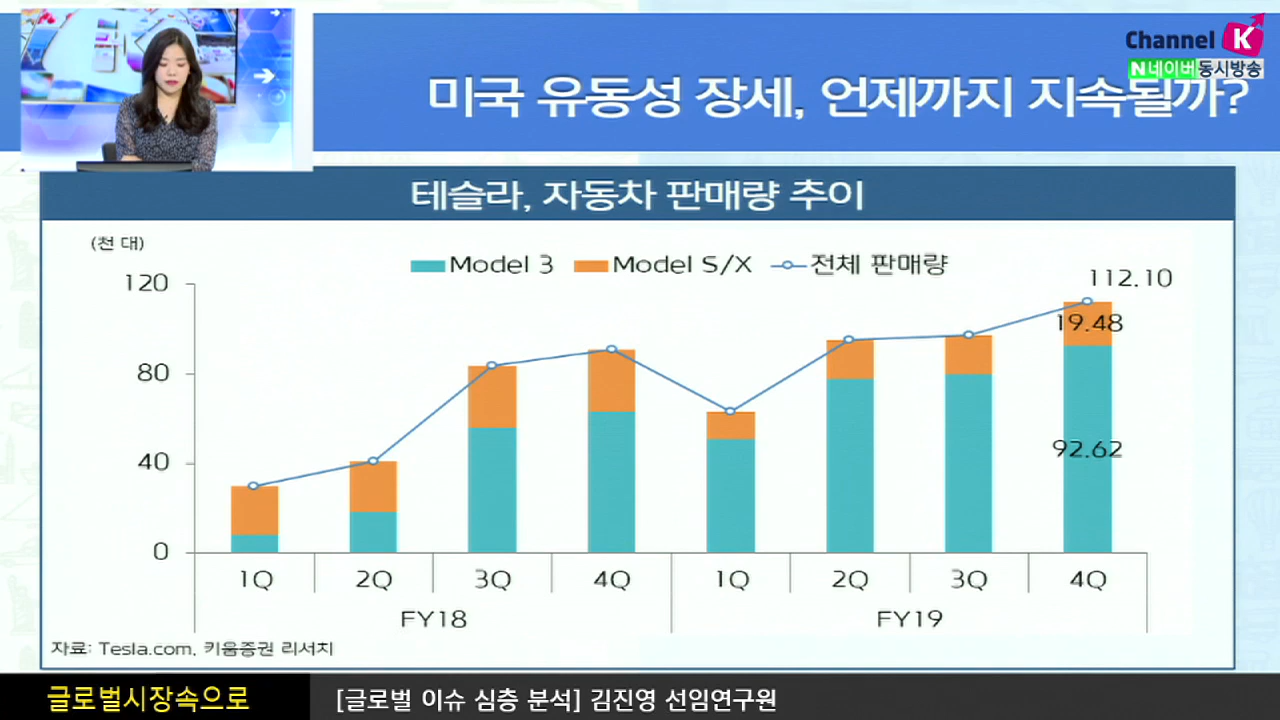 Channel K
N네이버동시방송
미국 유동성 장세, 언제까지 지속될까?
테슬라, 자동차 판매량 추이
(천 대)
Model 3 Model S/X 전체 판매량
112.10
120
19.48
80
92.62
40
0
1Q 2Q 3Q 4Q 1Q 2Q 3Q 4Q
FY18 FY19
자료: Tesla.com, 키움증권 리서치
글로벌시장속으로 [글로벌 이슈 심층 분석] 김진영 선임연구원